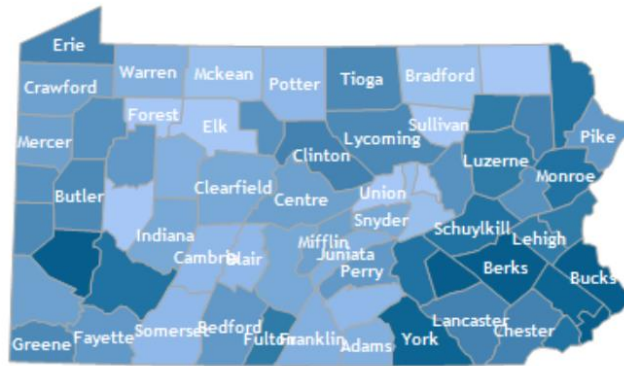 Erie
Warren
Mckean
Potter
Tioga
Bradford
Crawford
Forest
Elk
Lycoming
Sullivan
Pike
Mercer
Clinton
Luzerne
Monroe
Butler
Clearfield
Centre
Union
Snyder
Indiana
Mifflin
Schuylkill
Lehigh
Cambria
Blair
Juniata
Perry
Berks
Bucks
Greene
Fayette
Somerset
Bedford
Fulton
Franklin
Adams
York
Lancaster
Chester